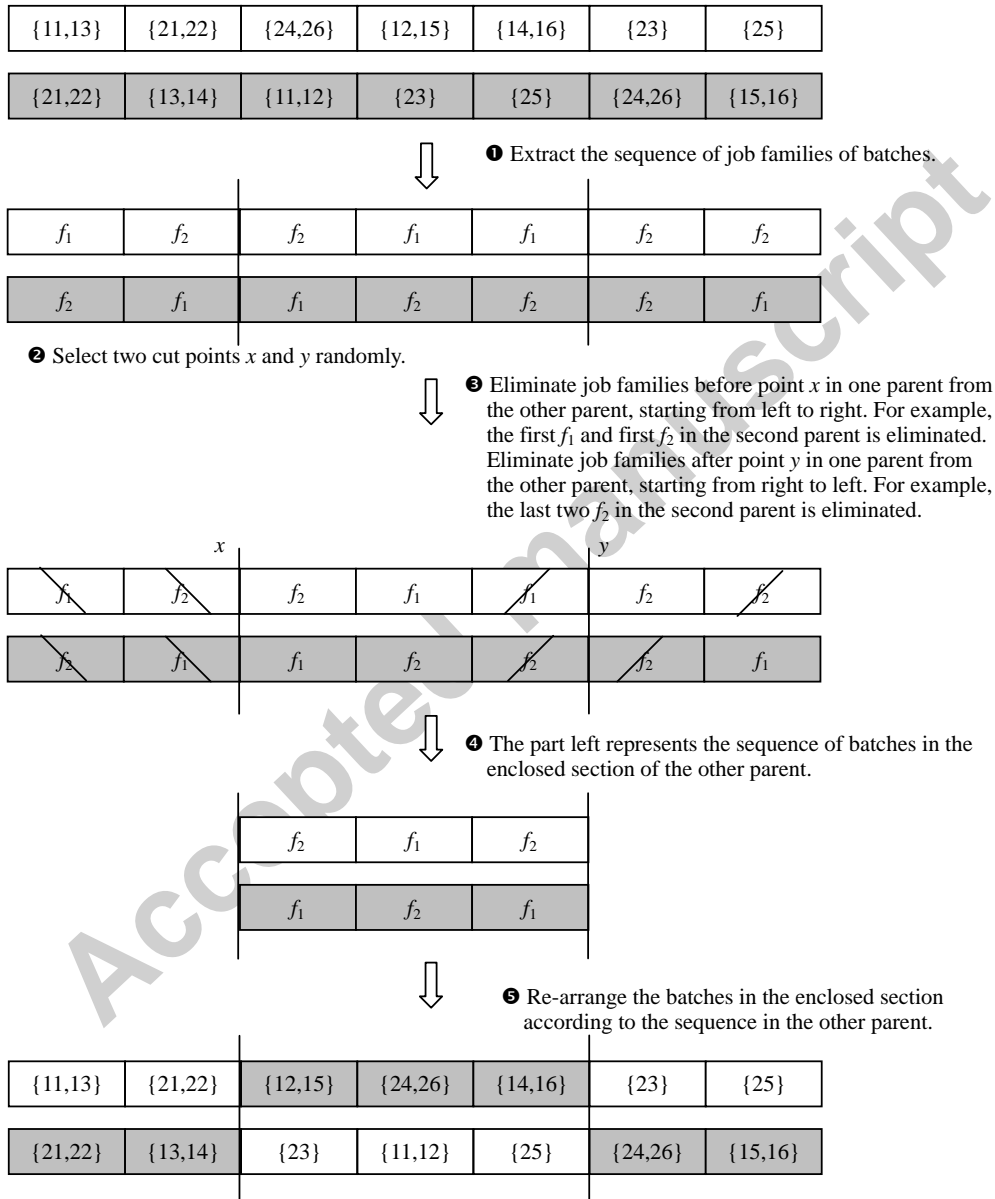 {11,13} {21,22} {24,26} {12,15} {14,16} {23} {25}
{21,22} {13,14} {11,12} {23} {25} {24,26} {15,16}
❶ Extract the sequence of job families of batches.
f1 f2 f2 f1 f1 f2 f2
f2 f1 f1 f2 f2 f2 f1
❷ Select two cut points x and y randomly.
❸ Eliminate job families before point x in one parent from
the other parent, starting from left to right. For example,
the first f1 and first f2 in the second parent is eliminated.
Eliminate job families after point y in one parent from
the other parent, starting from right to left. For example,
the last two f2 in the second parent is eliminated.
x y
f1 f2 f2 f1 f1 f2 f2
f2 f1 f1 f2 f2 f2 f1
❹ The part left represents the sequence of batches in the
enclosed section of the other parent.
f2 f1 f2
f1 f2 f1
❺ Re-arrange the batches in the enclosed section
according to the sequence in the other parent.
{11,13} {21,22} {12,15} {24,26} {14,16} {23} {25}
{21,22} {13,14} {23} {11,12} {25} {24,26} {15,16}
Accepted manuscript